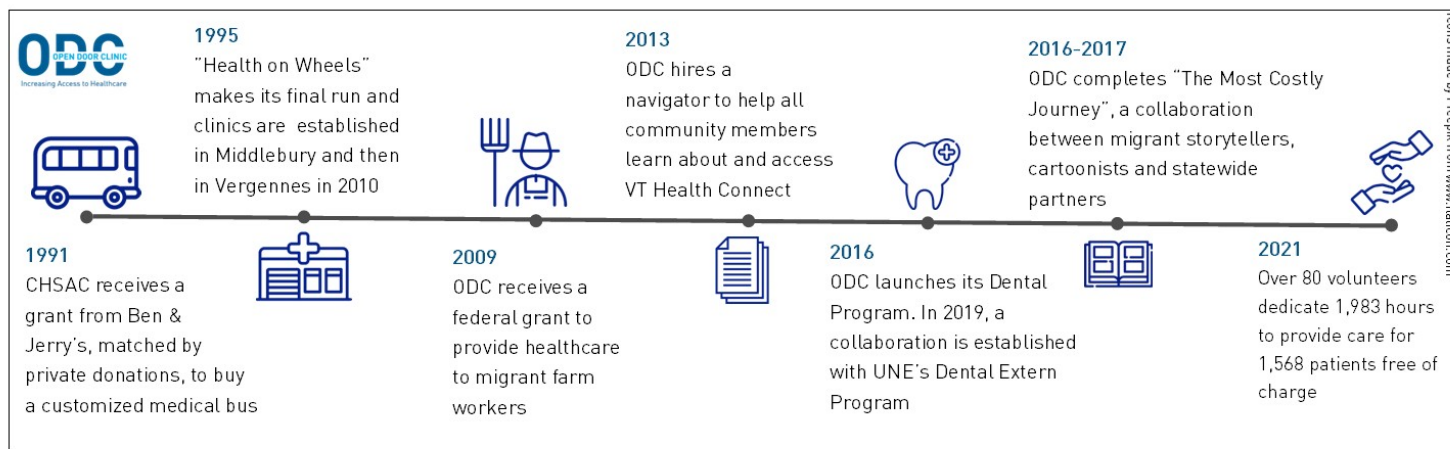 ODC
OPEN DOOR CLINIC
Increasing Access to Healthcare
1995
"Health on Wheels"
makes its final run and
clinics are established
in Middlebury and then
in Vergennes in 2010
2013
ODC hires a
navigator to help all
community members
learn about and access
VT Health Connect
2016-2017
ODC completes “The Most Costly
Journey”, a collaboration
between migrant storytellers,
cartoonists and statewide
partners
1991
CHSAC receives a
grant from Ben &
Jerry's, matched by
private donations, to buy
a customized medical bus
2009
ODC receives a
federal grant to
provide healthcare
to migrant farm
workers
2016
ODC launches its Dental
Program. In 2019, a
collaboration is established
with UNE's Dental Extern
Program
2021
Over 80 volunteers
dedicate 1,983 hours
to provide care for
1,568 patients free of
charge